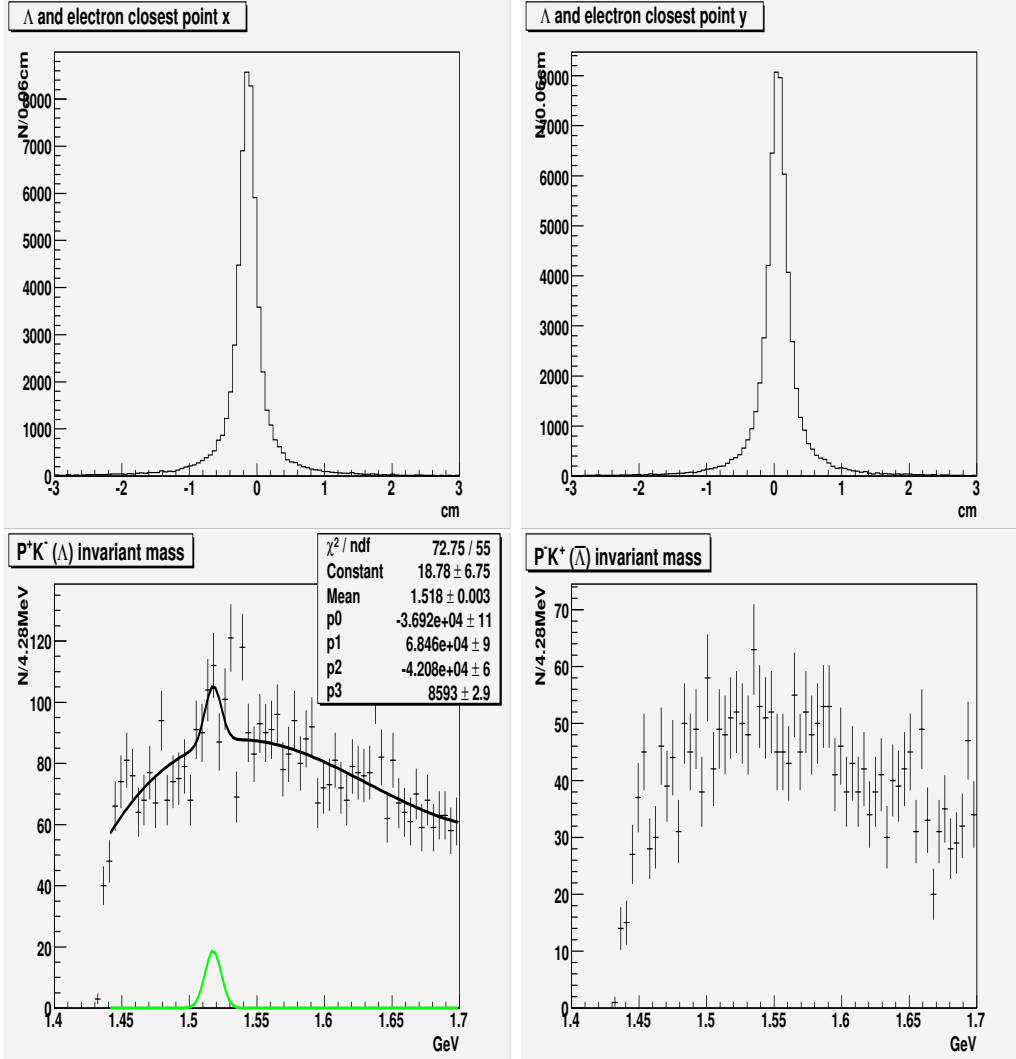 Λ and electron closest point x
N/0.06cm
8000
7000
6000
5000
4000
3000
2000
1000
0
-3 -2 -1 0 1 2 3
cm
Λ and electron closest point y
N/0.06cm
8000
7000
6000
5000
4000
3000
2000
1000
0
-3 -2 -1 0 1 2 3
cm
P⁺K⁻ (Λ) invariant mass
χ² / ndf 72.75 / 55
Constant 18.78 ± 6.75
Mean 1.518 ± 0.003
p0 -3.692e+04 ± 11
p1 6.846e+04 ± 9
p2 -4.208e+04 ± 6
p3 8593 ± 2.9
N/4.28MeV
120
100
80
60
40
20
0
1.4 1.45 1.5 1.55 1.6 1.65 1.7
GeV
P⁻K⁺ (Λ̅) invariant mass
N/4.28MeV
70
60
50
40
30
20
10
0
1.4 1.45 1.5 1.55 1.6 1.65 1.7
GeV